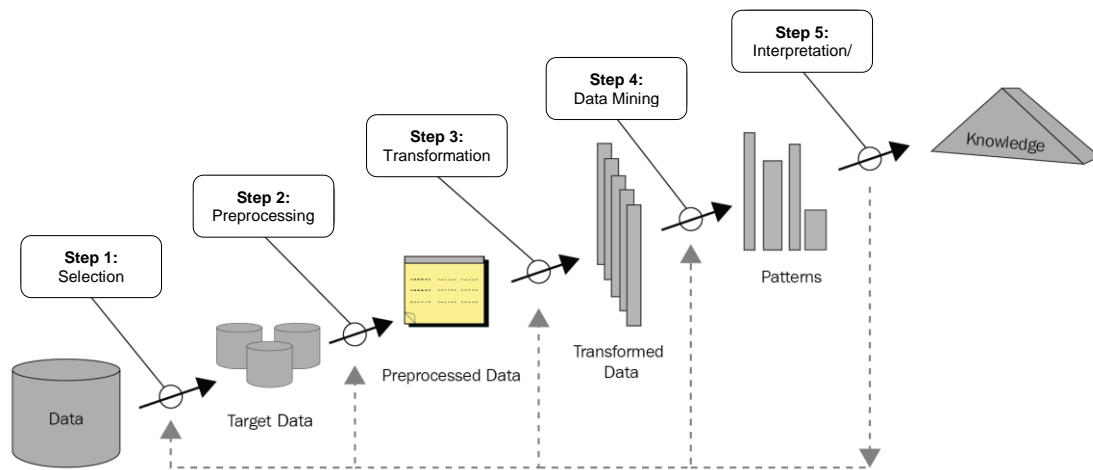 Step 1:
Selection
Step 2:
Preprocessing
Step 3:
Transformation
Step 4:
Data Mining
Step 5:
Interpretation/
Data
Target Data
Preprocessed Data
Transformed
Data
Patterns
Knowledge